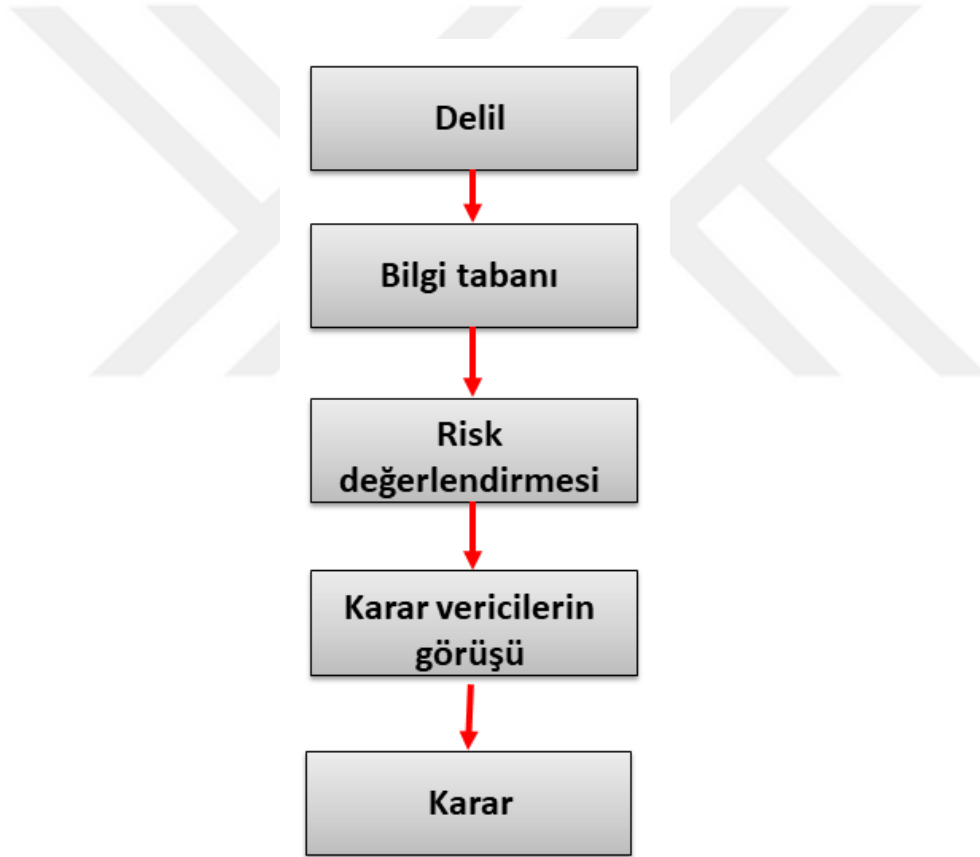 Delil
Bilgi tabanı
Risk
değerlendirmesi
Karar vericilerin
görüşü
Karar